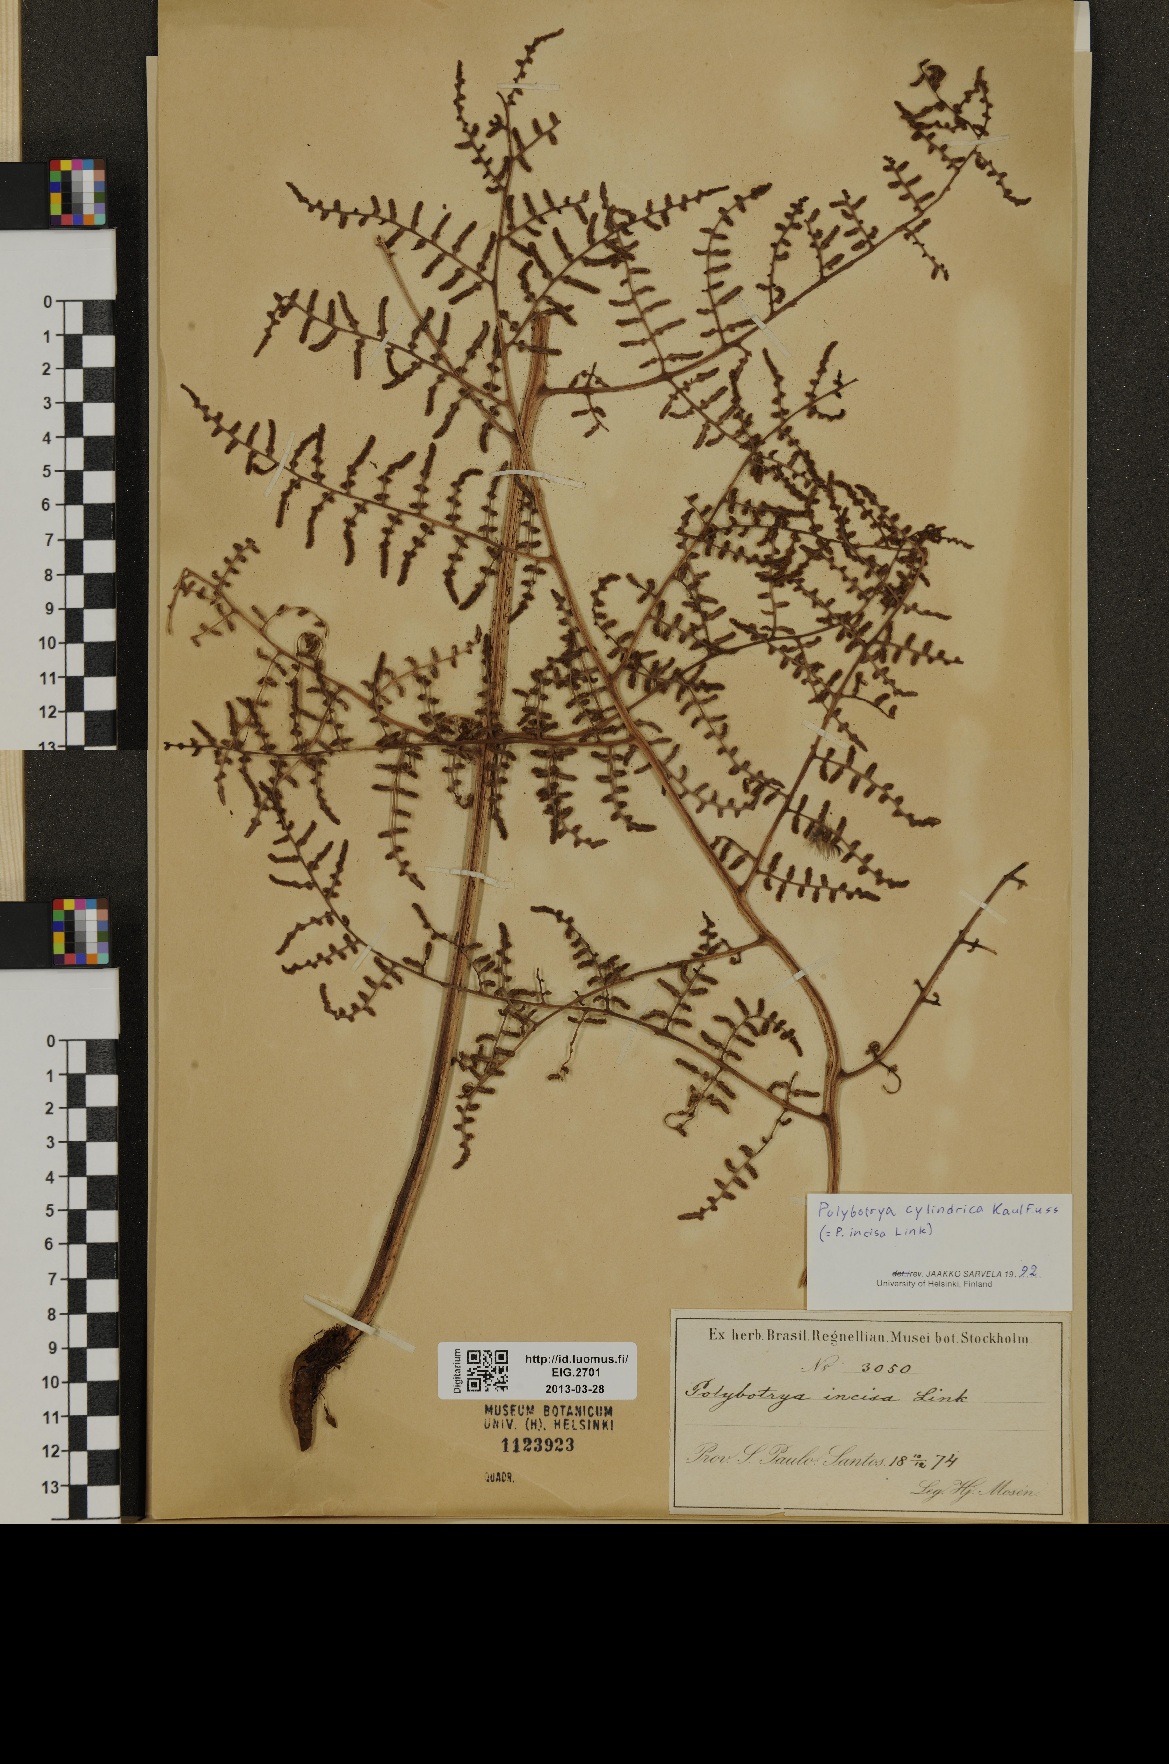 0
1
2
3
4
5
6
7
8
9
10
11
12
13
0
1
2
3
4
5
6
7
8
9
10
11
12
13
Polybotrya cylindrica Kaulfuss
(= P. incisa Link)
det./rev. JAAKKO SARVELA 19 92
University of Helsinki, Finland
Ex herb. Brasil. Regnellian. Musei bot. Stockholm
No 3050
Polybotrya incisa Link
Prov. S. Paulo: Santos. 18 74
Leg. Hj. Mosén.
Digitarium
http://id.luomus.fi/
EIG.2701
2013-03-28
MUSEUM BOTANICUM
UNIV. (H), HELSINKI
1123923
QUADR.